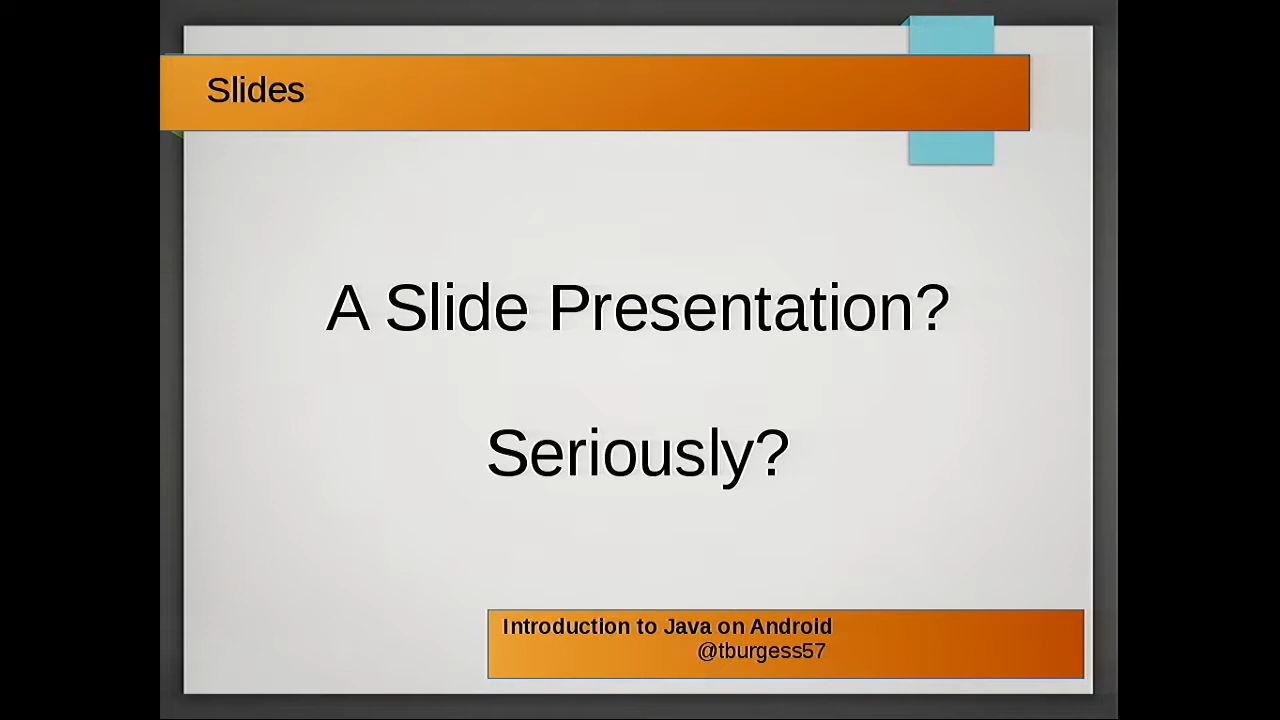 Slides
A Slide Presentation?
Seriously?
Introduction to Java on Android
@tburgess57